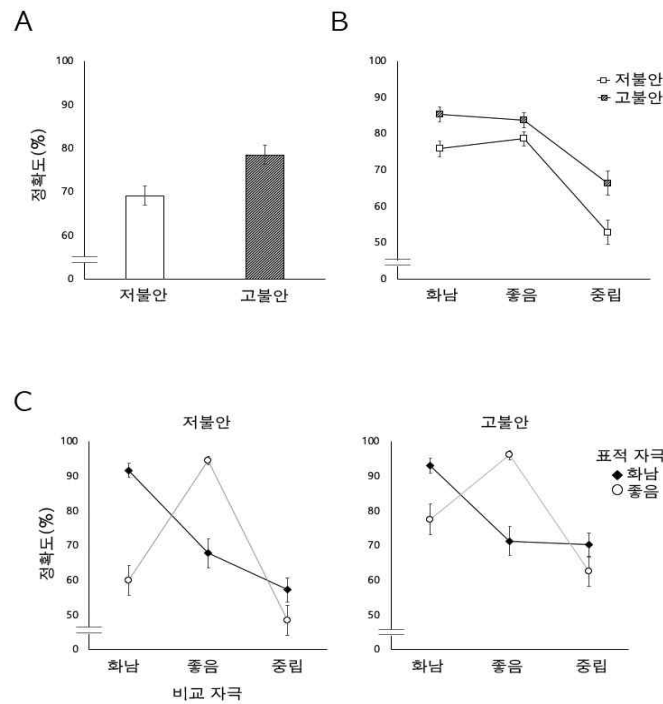 A
100
90
80
70
60
0
정확도(%)
저불안
고불안
B
100
90
80
70
60
50
0
저불안
고불안
화남
좋음
중립
C
저불안
100
90
80
70
60
50
0
정확도(%)
화남
좋음
중립
비교 자극
고불안
100
90
80
70
60
50
0
화남
좋음
중립
표적 자극
화남
좋음